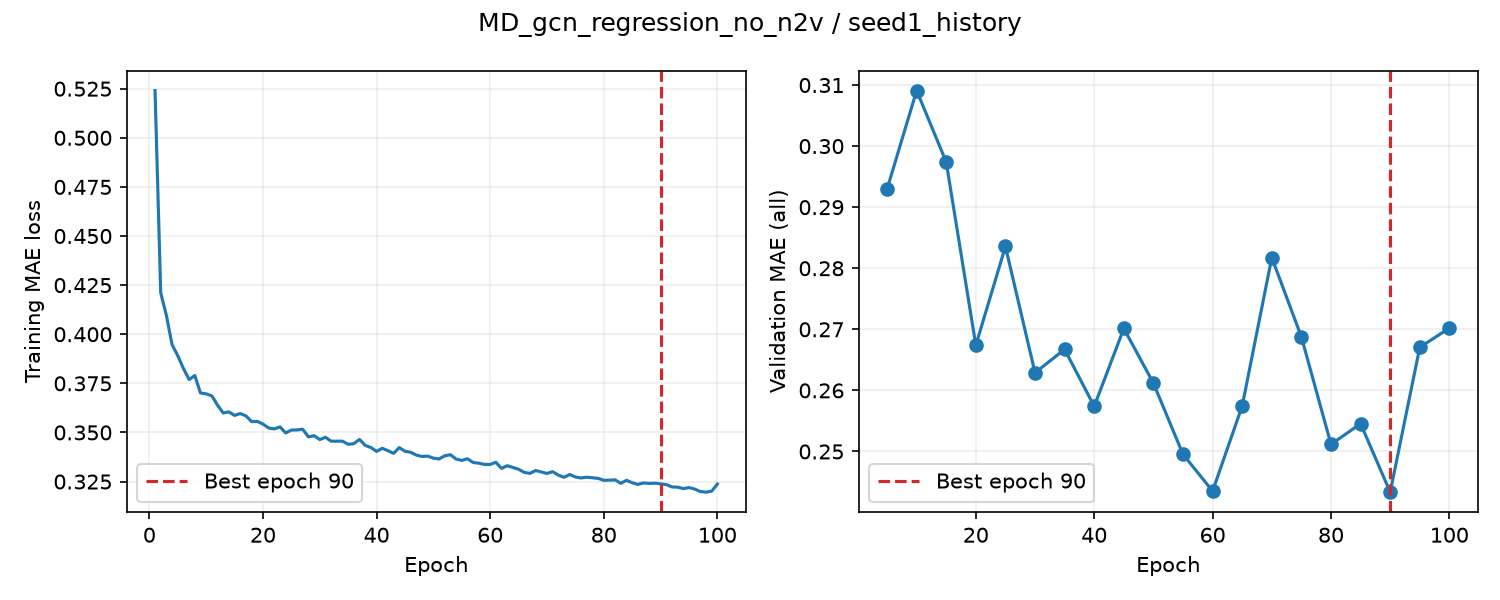 MD_gcn_regression_no_n2v / seed1_history
Training MAE loss
0.525
0.500
0.475
0.450
0.425
0.400
0.375
0.350
0.325
Best epoch 90
0 20 40 60 80 100
Epoch
Validation MAE (all)
0.31
0.30
0.29
0.28
0.27
0.26
0.25
Best epoch 90
20 40 60 80 100
Epoch